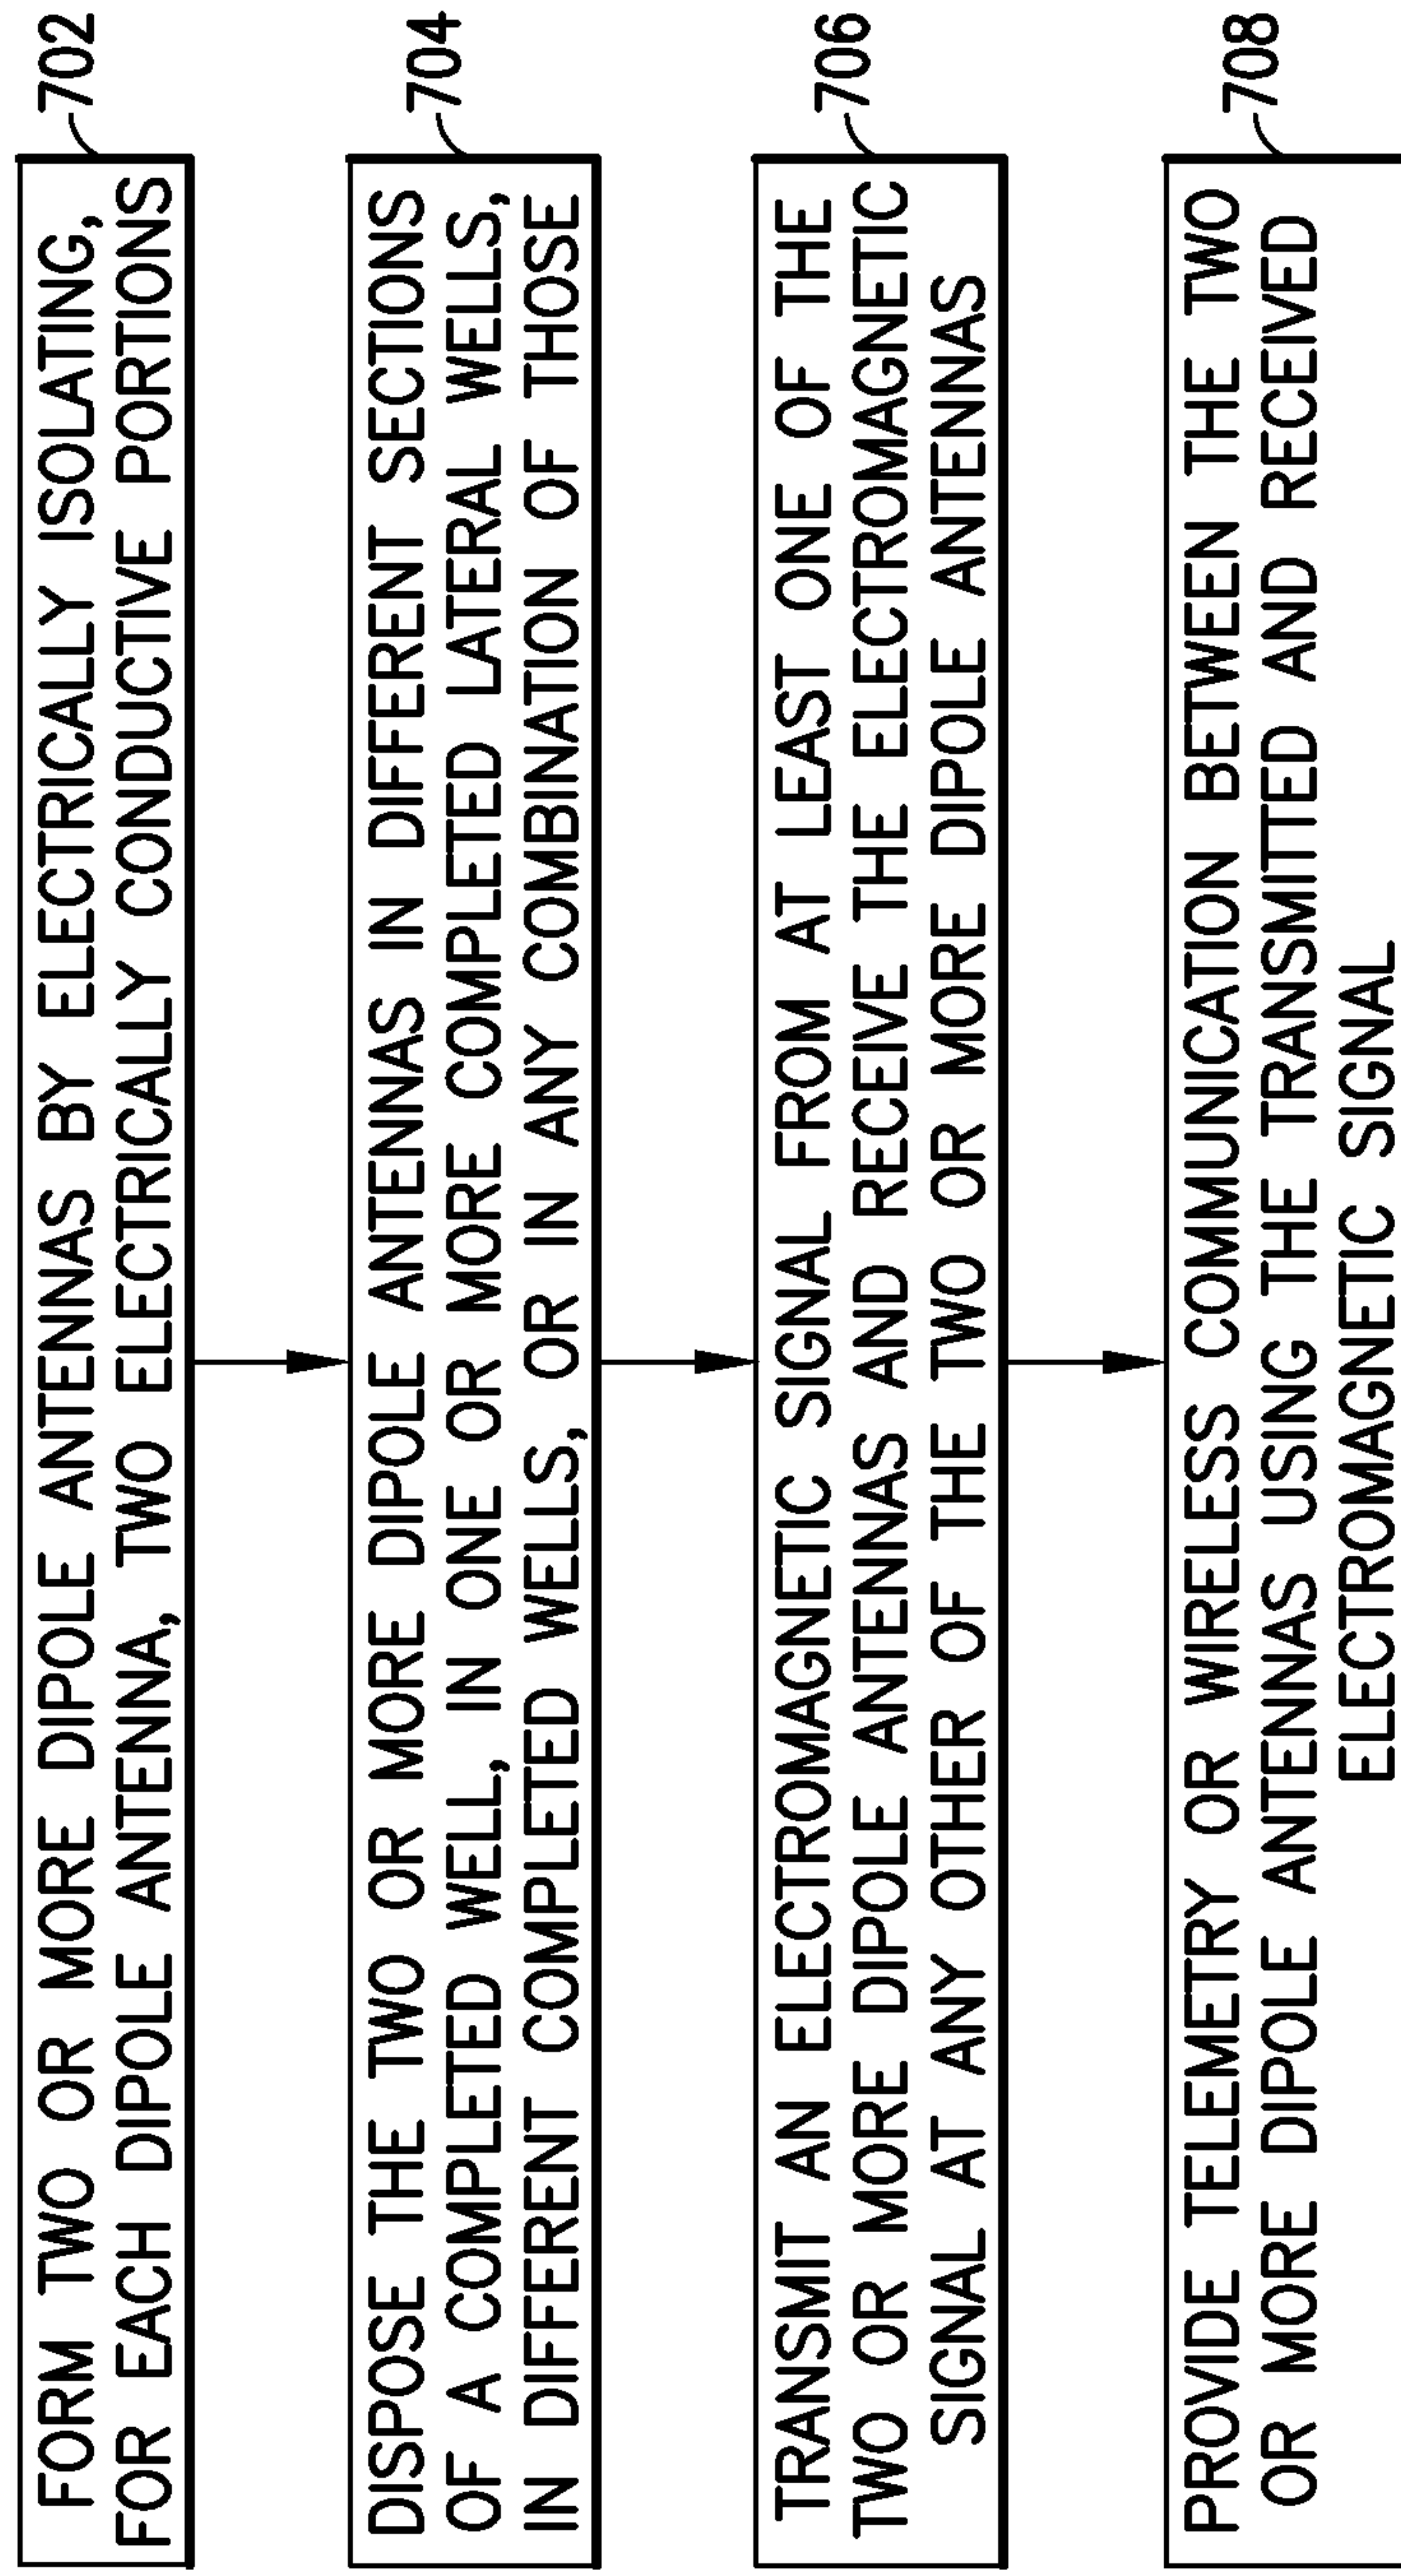 FORM TWO OR MORE DIPOLE ANTENNAS BY ELECTRICALLY ISOLATING,
FOR EACH DIPOLE ANTENNA, TWO ELECTRICALLY CONDUCTIVE PORTIONS
702
DISPOSE THE TWO OR MORE DIPOLE ANTENNAS IN DIFFERENT SECTIONS
OF A COMPLETED WELL, IN ONE OR MORE COMPLETED LATERAL WELLS,
IN DIFFERENT COMPLETED WELLS, OR IN ANY COMBINATION OF THOSE
704
TRANSMIT AN ELECTROMAGNETIC SIGNAL FROM AT LEAST ONE OF THE
TWO OR MORE DIPOLE ANTENNAS AND RECEIVE THE ELECTROMAGNETIC
SIGNAL AT ANY OTHER OF THE TWO OR MORE DIPOLE ANTENNAS
706
PROVIDE TELEMETRY OR WIRELESS COMMUNICATION BETWEEN THE TWO
OR MORE DIPOLE ANTENNAS USING THE TRANSMITTED AND RECEIVED
ELECTROMAGNETIC SIGNAL
708